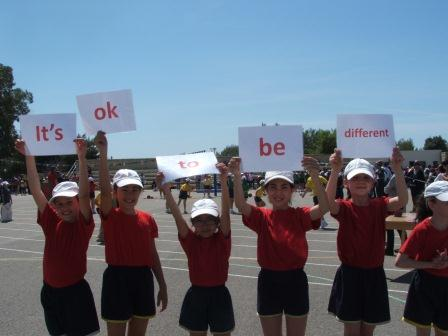 It's
ok
to
be
different